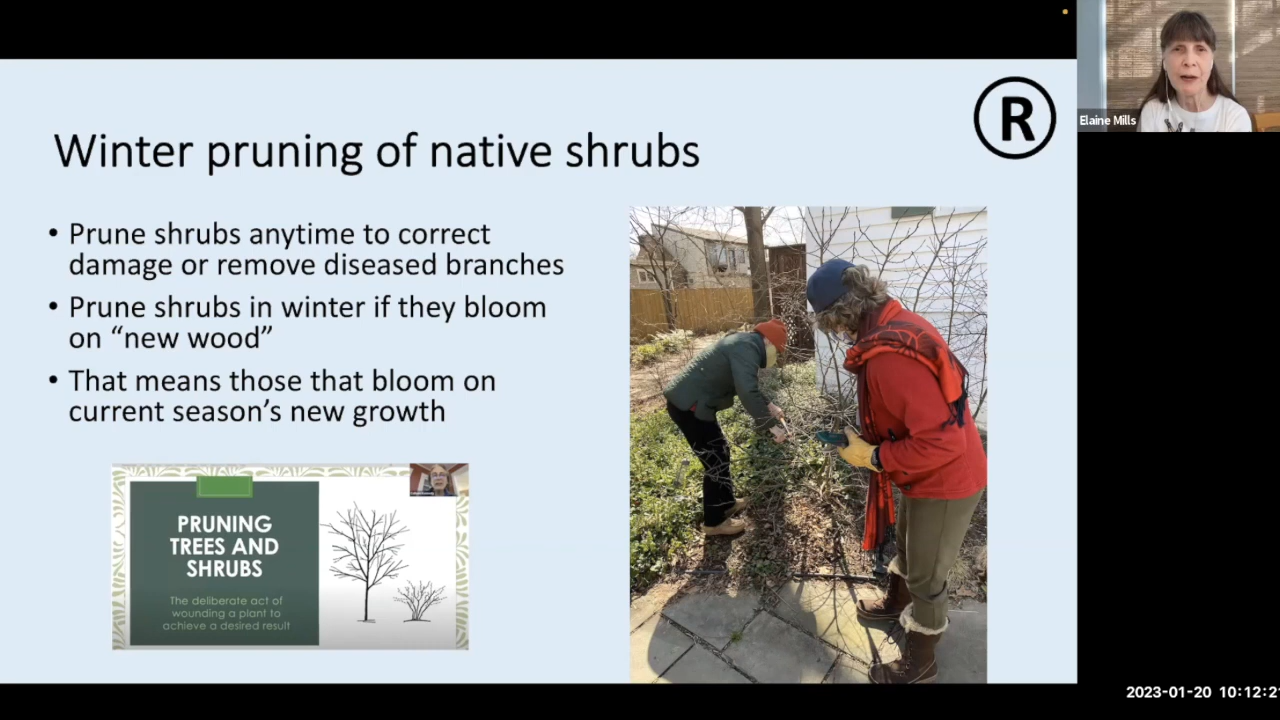 R
Elaine Mills
Winter pruning of native shrubs
• Prune shrubs anytime to correct
damage or remove diseased branches
• Prune shrubs in winter if they bloom
on “new wood”
• That means those that bloom on
current season’s new growth
PRUNING
TREES AND
SHRUBS
The deliberate act of
wounding a plant to
achieve a desired result
2023-01-20 10:12:2